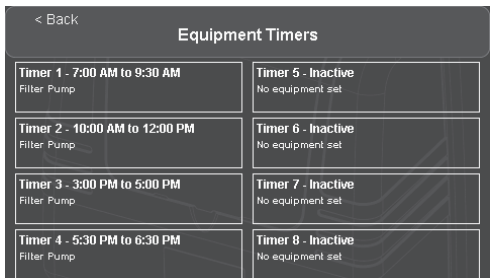 < Back
Equipment Timers
Timer 1 - 7:00 AM to 9:30 AM
Filter Pump
Timer 2 - 10:00 AM to 12:00 PM
Filter Pump
Timer 3 - 3:00 PM to 5:00 PM
Filter Pump
Timer 4 - 5:30 PM to 6:30 PM
Filter Pump
Timer 5 - Inactive
No equipment set
Timer 6 - Inactive
No equipment set
Timer 7 - Inactive
No equipment set
Timer 8 - Inactive
No equipment set